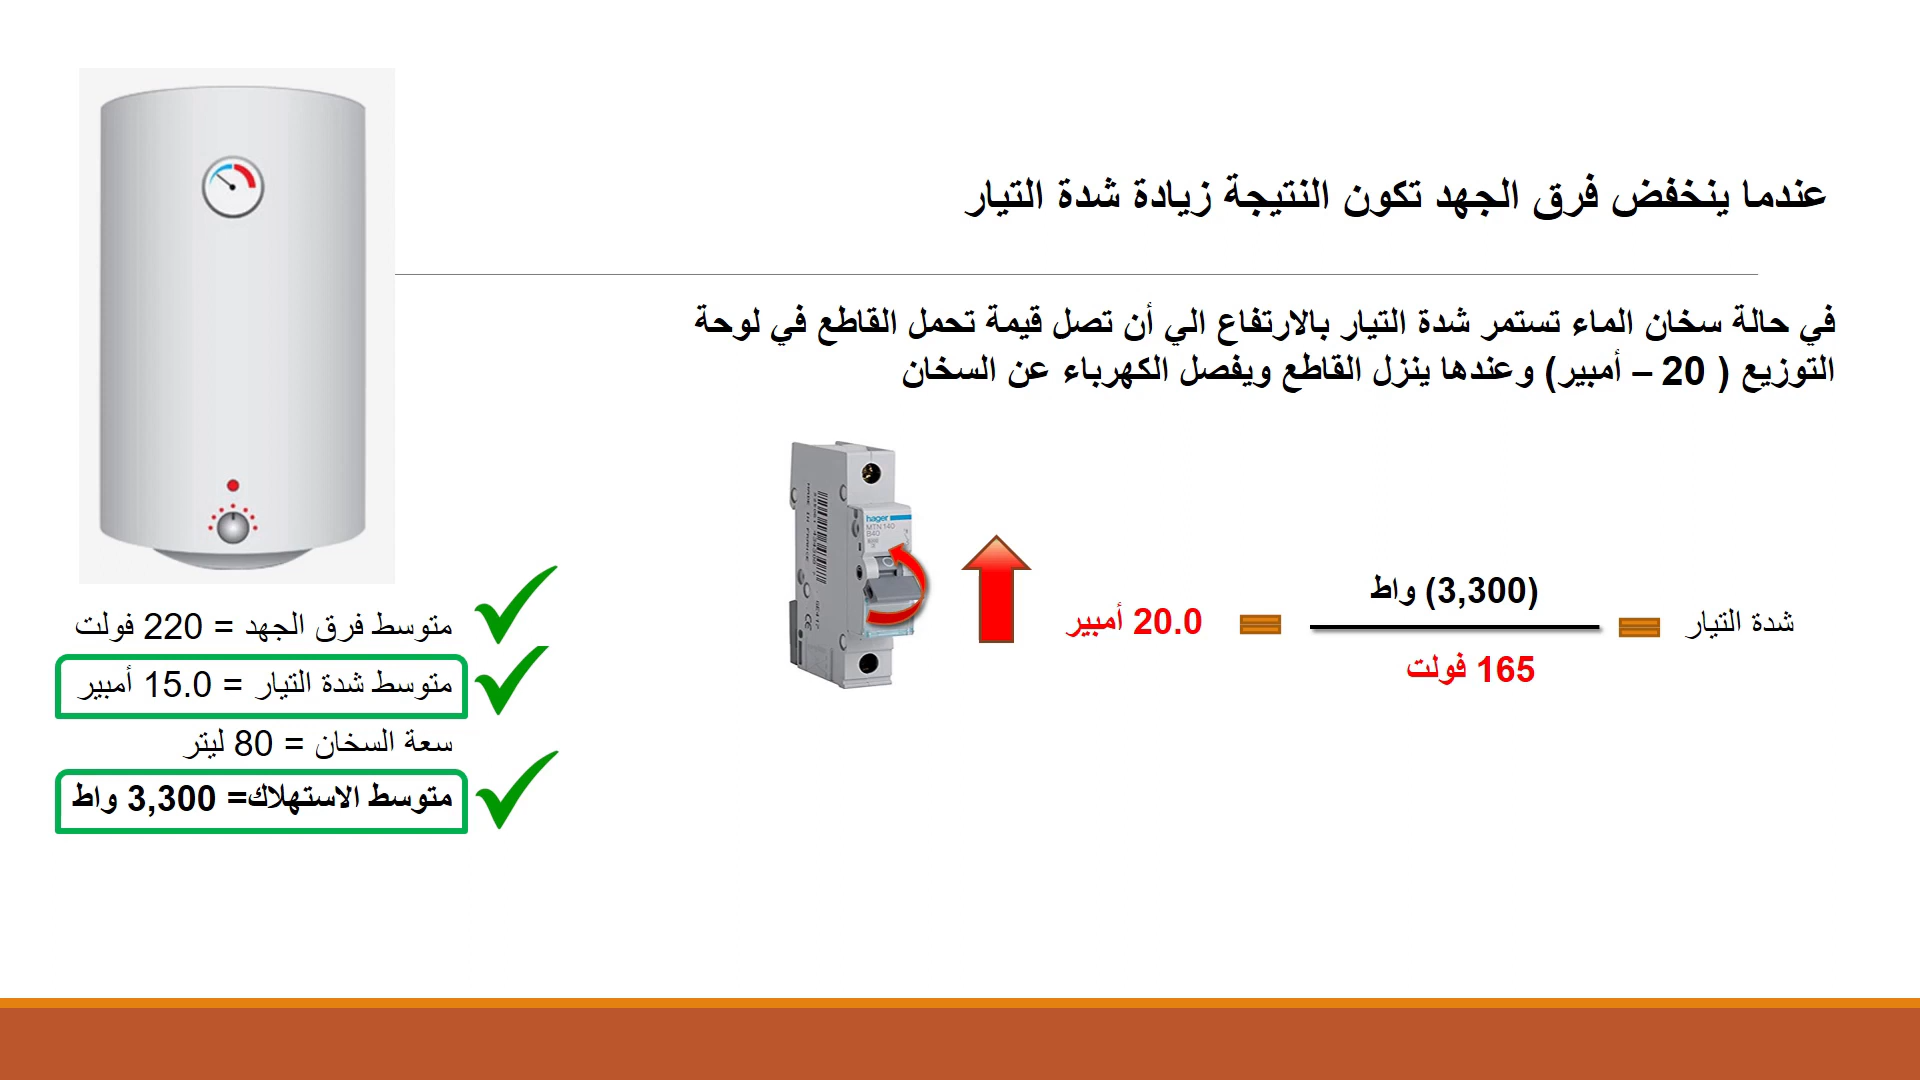 عندما ينخفض فرق الجهد تكون النتيجة زيادة شدة التيار
في حالة سخان الماء تستمر شدة التيار بالارتفاع الي أن تصل قيمة تحمل القاطع في لوحة
التوزيع ( 20 – أمبير) وعندها ينزل القاطع ويفصل الكهرباء عن السخان
hager
MTN140
B40
شدة التيار
(3,300) واط
165 فولت
20.0 أمبير
متوسط فرق الجهد = 220 فولت
متوسط شدة التيار = 15.0 أمبير
سعة السخان = 80 ليتر
متوسط الاستهلاك= 3,300 واط